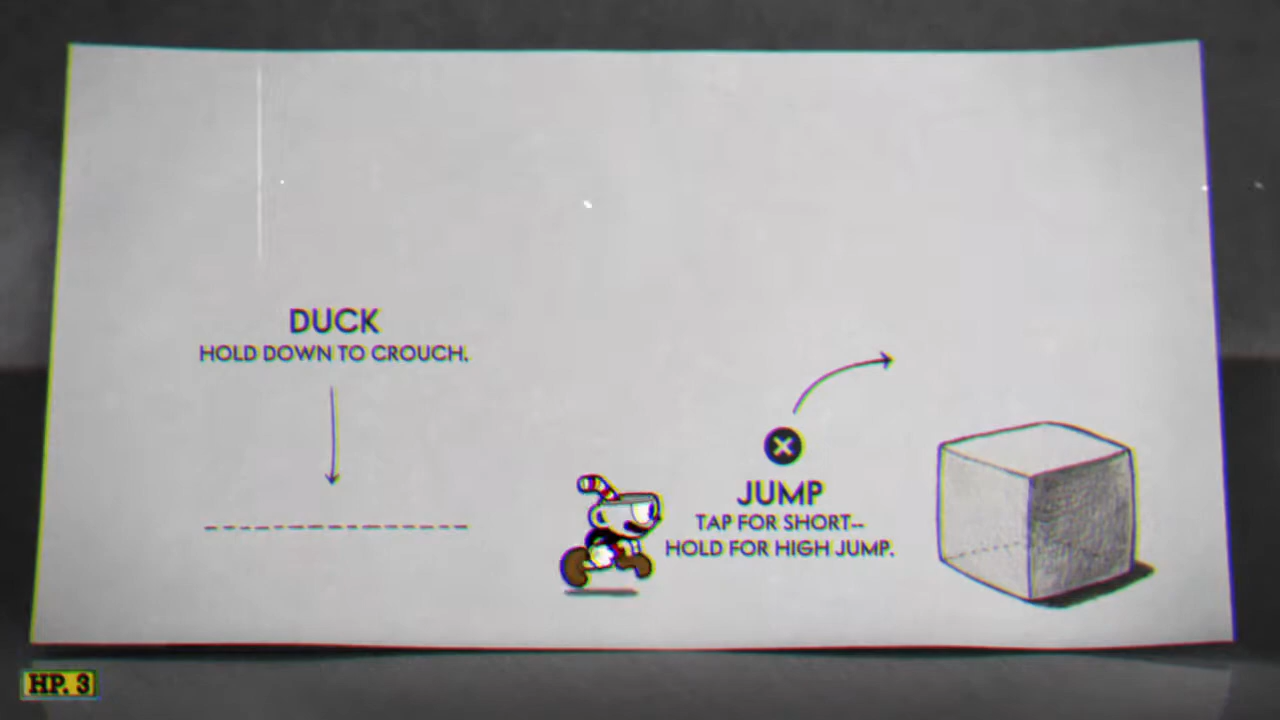 DUCK
HOLD DOWN TO CROUCH.
JUMP
TAP FOR SHORT--
HOLD FOR HIGH JUMP.
HP. 3